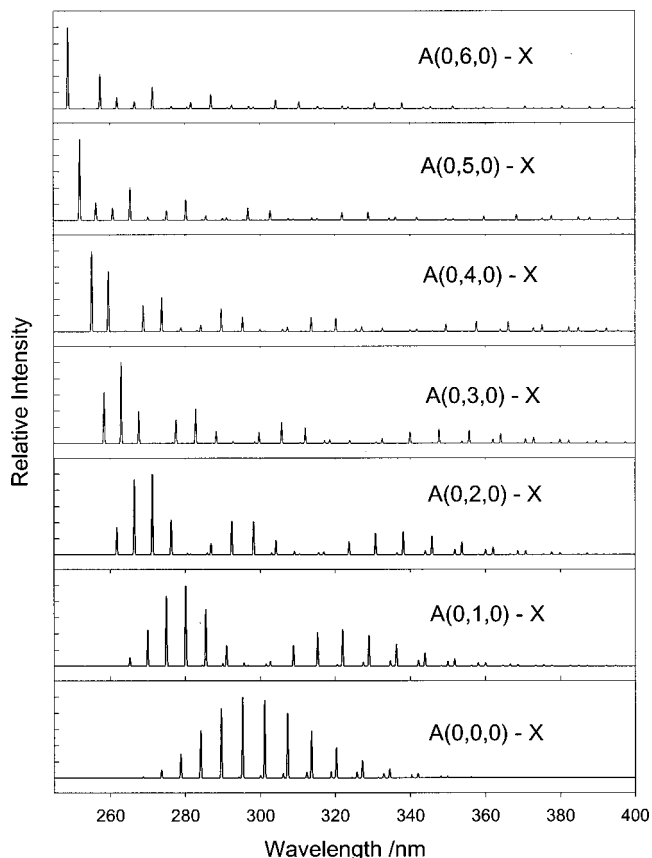 A(0,6,0) - X
A(0,5,0) - X
A(0,4,0) - X
A(0,3,0) - X
A(0,2,0) - X
A(0,1,0) - X
A(0,0,0) - X
Relative Intensity
260 280 300 320 340 360 380 400
Wavelength /nm